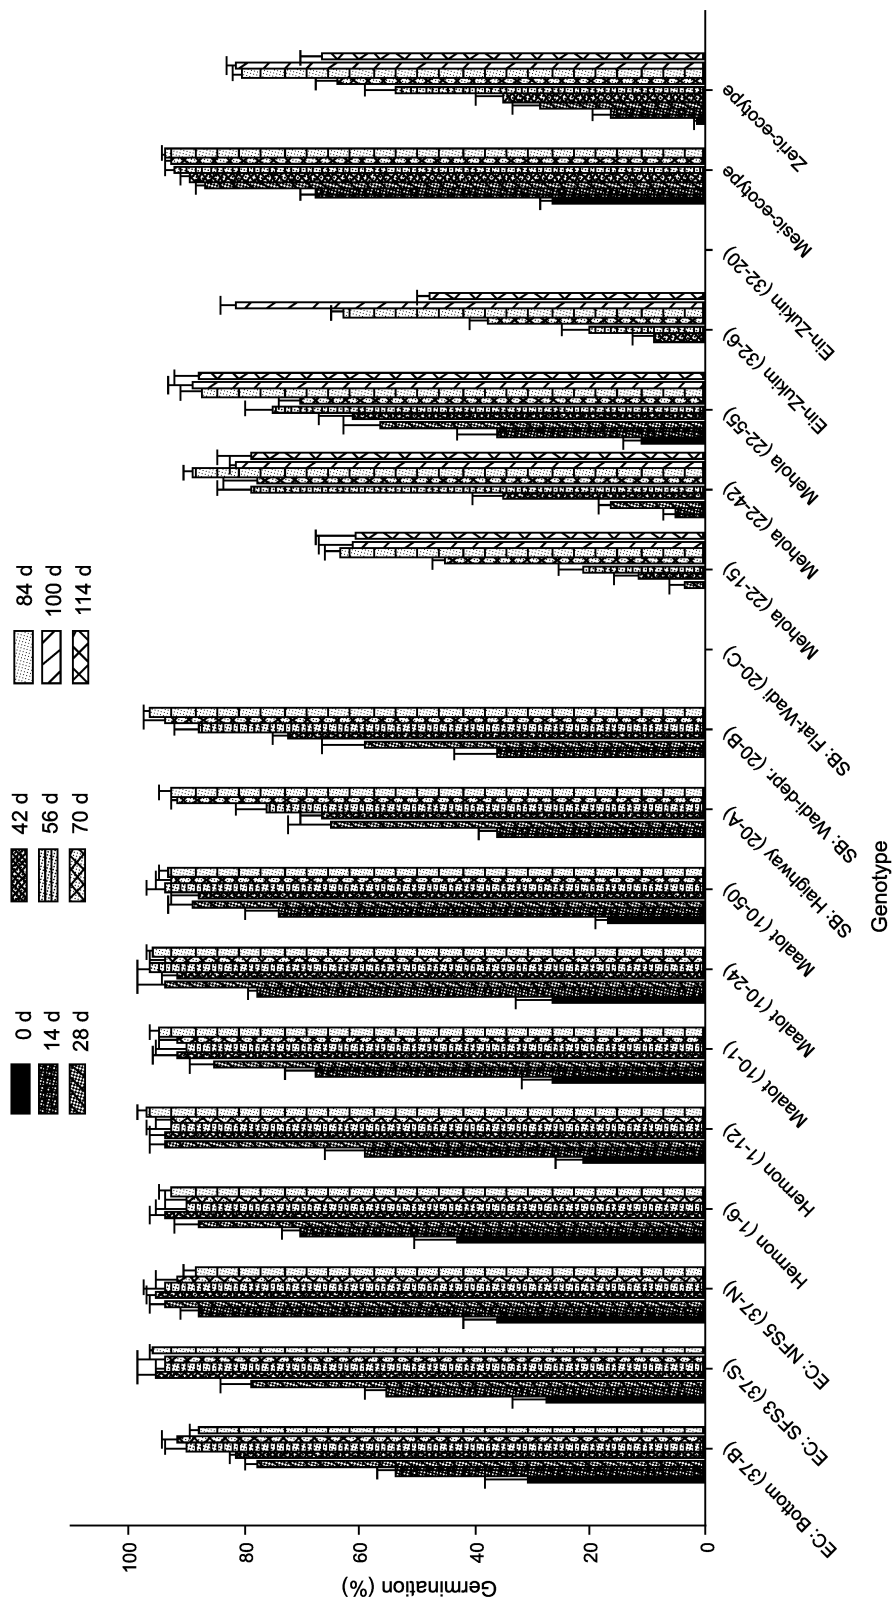 0 d
14 d
28 d
42 d
56 d
70 d
84 d
100 d
114 d
Germination (%)
100
80
60
40
20
0
EC: Bottom (37-B)
EC: SFS3 (37-S)
EC: NFS5 (37-N)
Hermon (1-6)
Hermon (1-12)
Maalot (10-1)
Maalot (10-24)
Maalot (10-50)
SB: Haighway (20-A)
SB: Wadi-depr. (20-B)
SB: Flat-Wadi (20-C)
Mehola (22-15)
Mehola (22-42)
Mehola (22-55)
Ein-Zukim (32-6)
Ein-Zukim (32-20)
Mesic-ecotype
Zeric-ecotype
Genotype